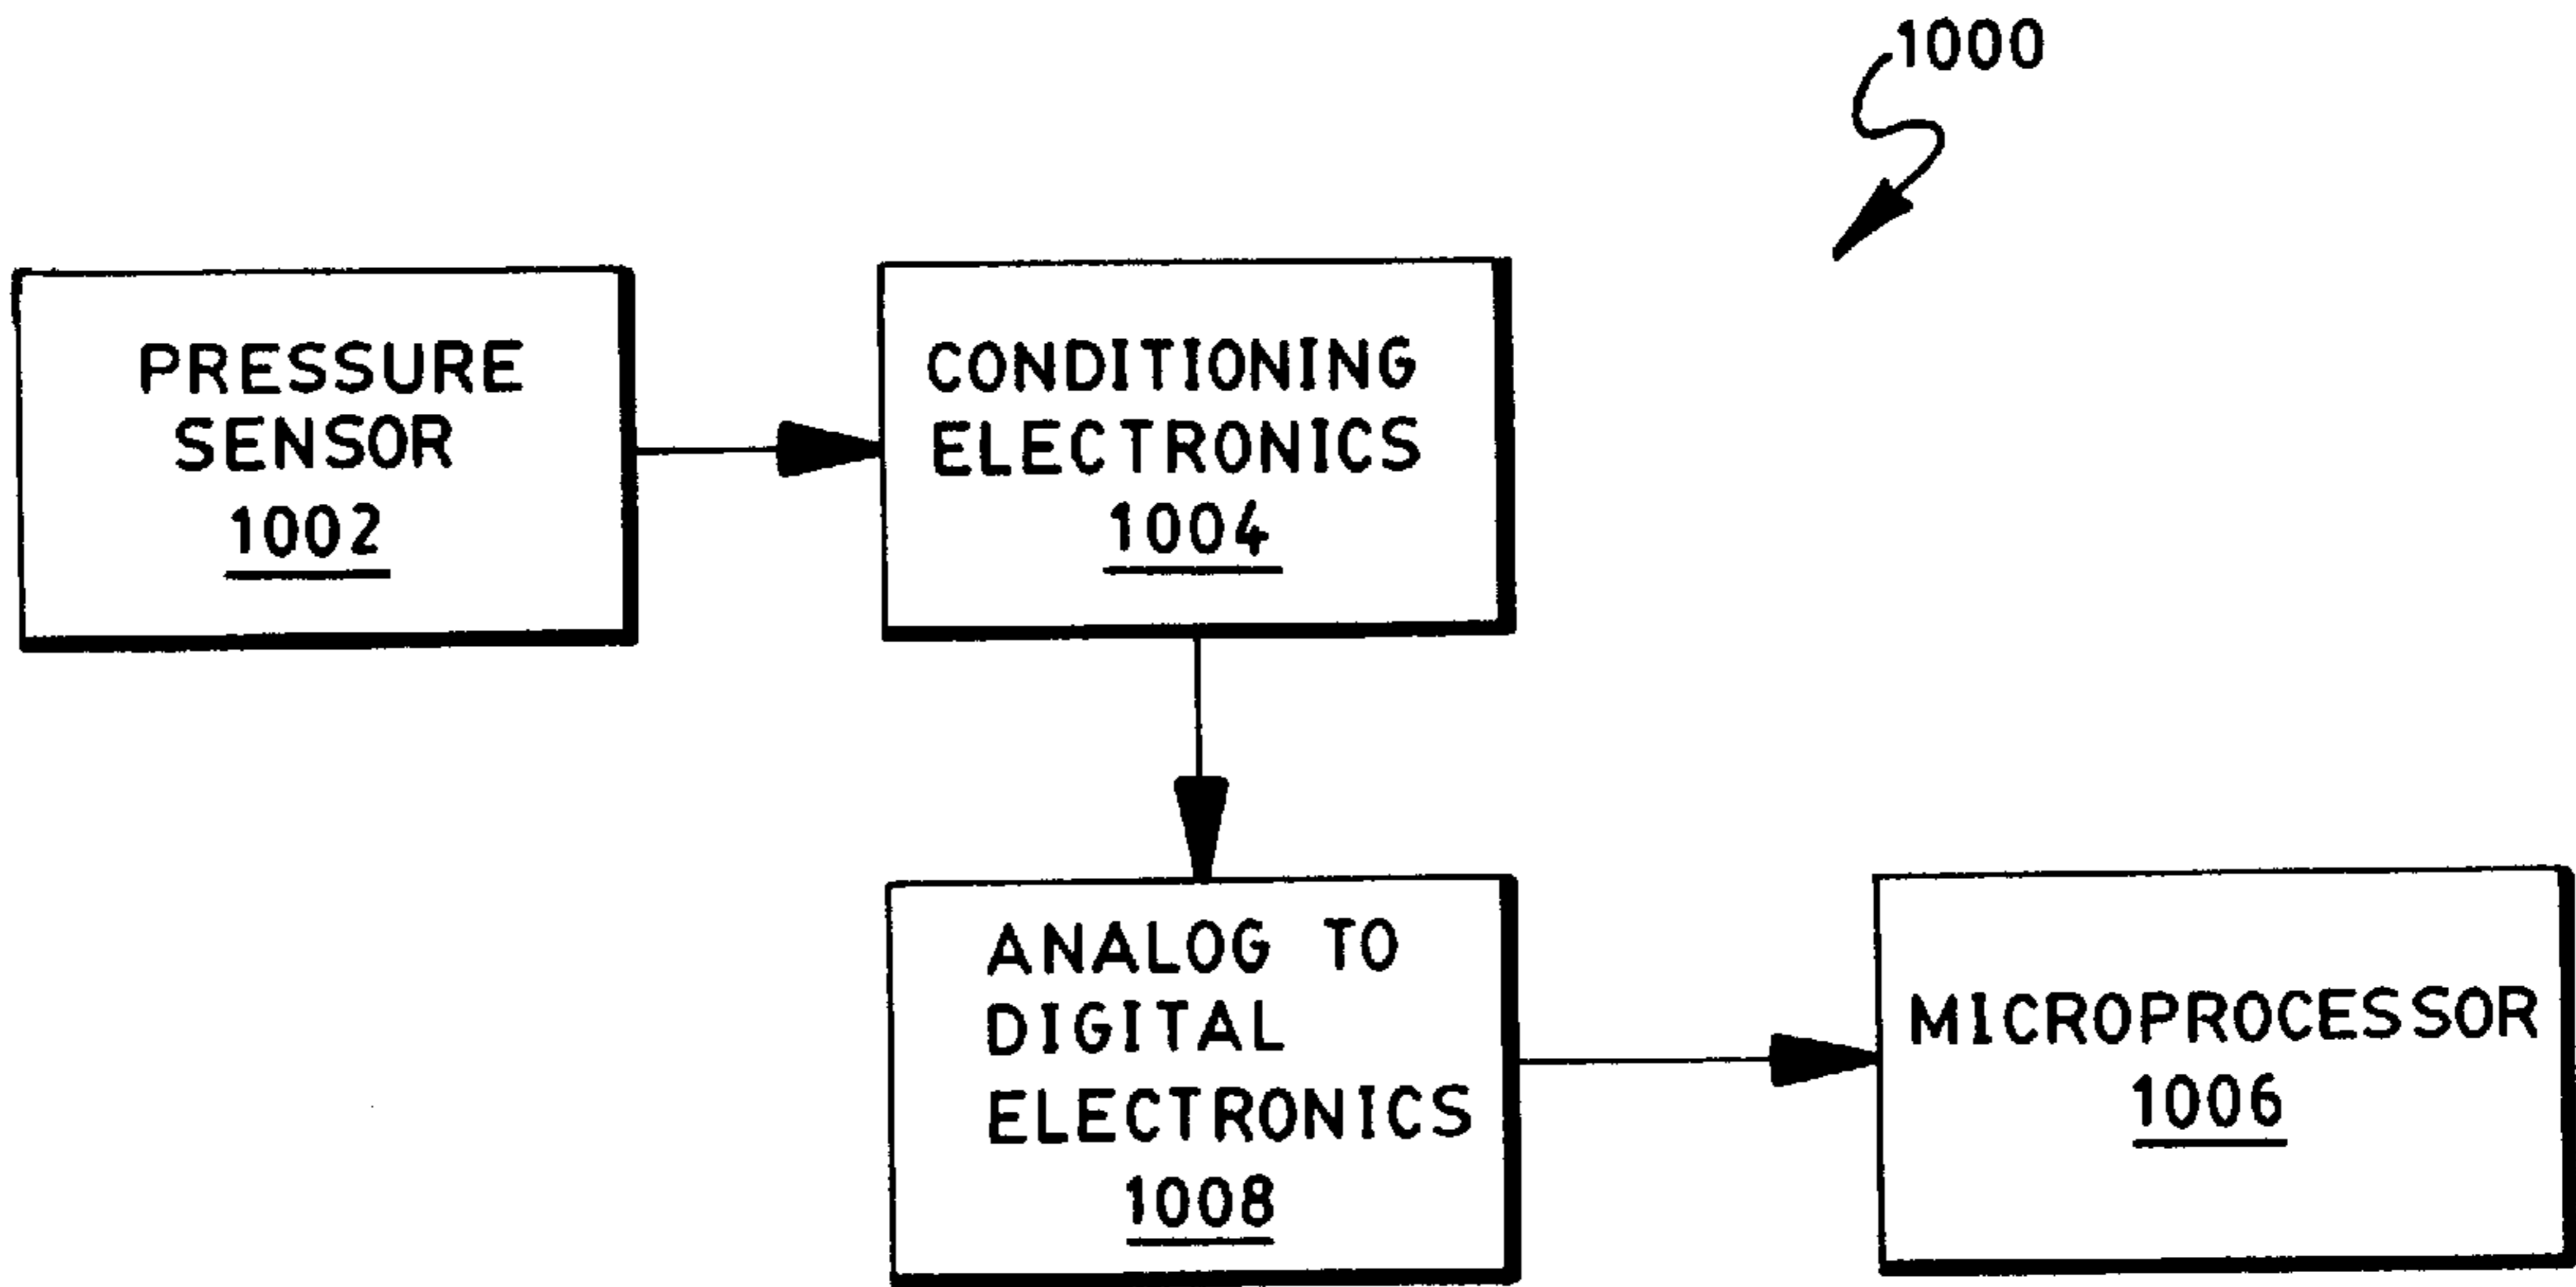 1000
PRESSURE
SENSOR
1002
CONDITIONING
ELECTRONICS
1004
ANALOG TO
DIGITAL
ELECTRONICS
1008
MICROPROCESSOR
1006